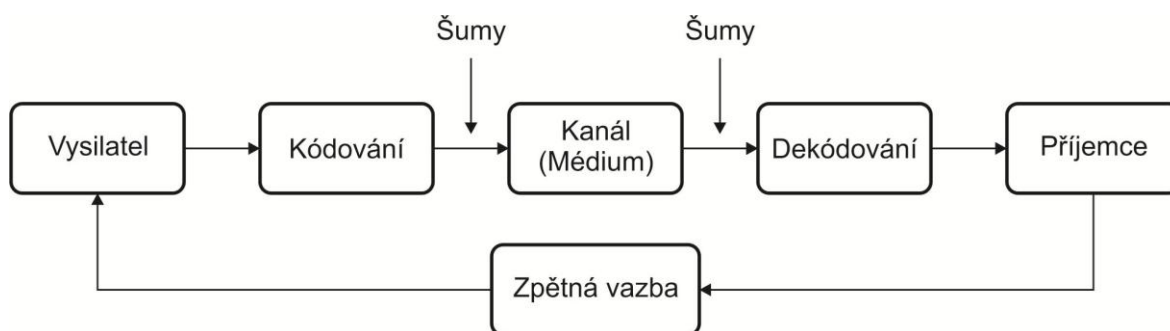 Šumy
Šumy
Vysilatel
Kódování
Kanál
(Médium)
Dekódování
Příjemce
Zpětná vazba